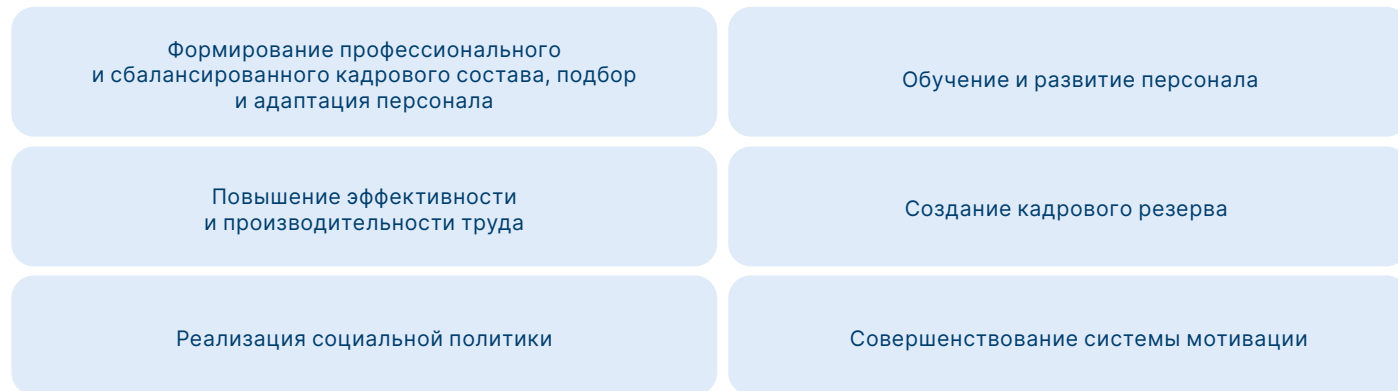 Формирование профессионального
и сбалансированного кадрового состава, подбор
и адаптация персонала
Обучение и развитие персонала
Повышение эффективности
и производительности труда
Создание кадрового резерва
Реализация социальной политики
Совершенствование системы мотивации